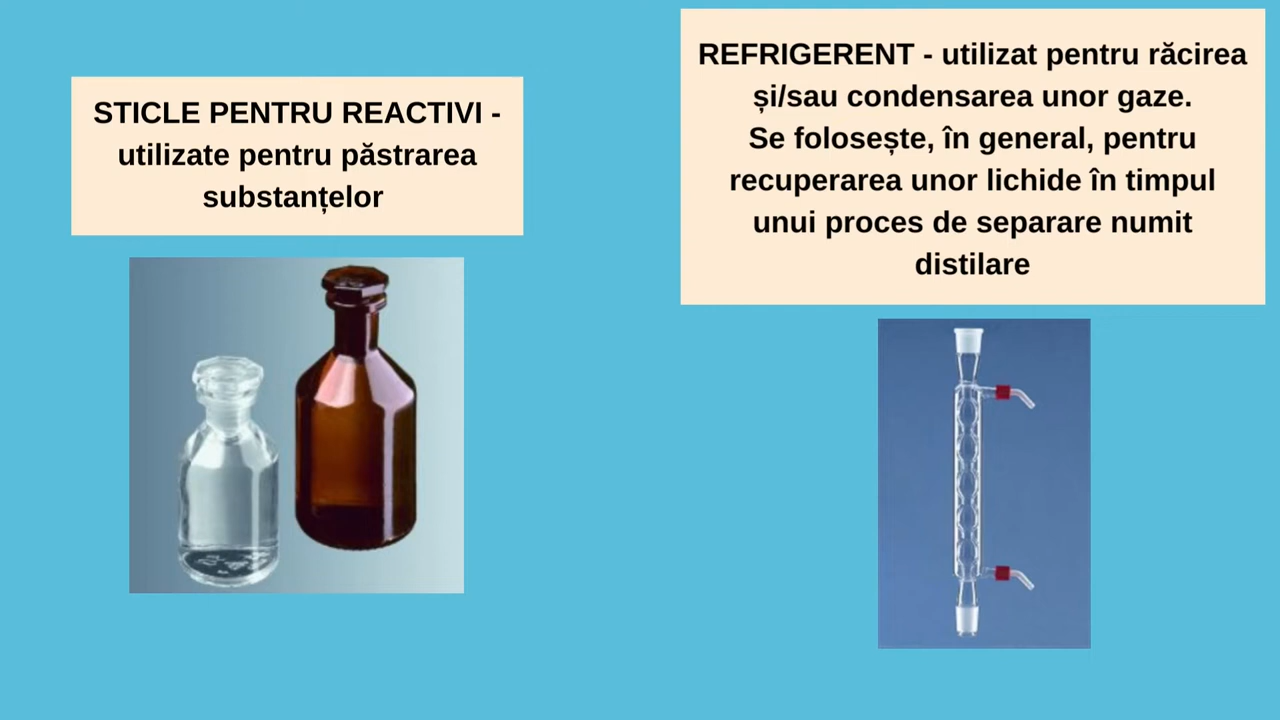 STICLE PENTRU REACTIVI -
utilizate pentru păstrarea
substanțelor
REFRIGERENT - utilizat pentru răcirea
și/sau condensarea unor gaze.
Se folosește, în general, pentru
recuperarea unor lichide în timpul
unui proces de separare numit
distilare